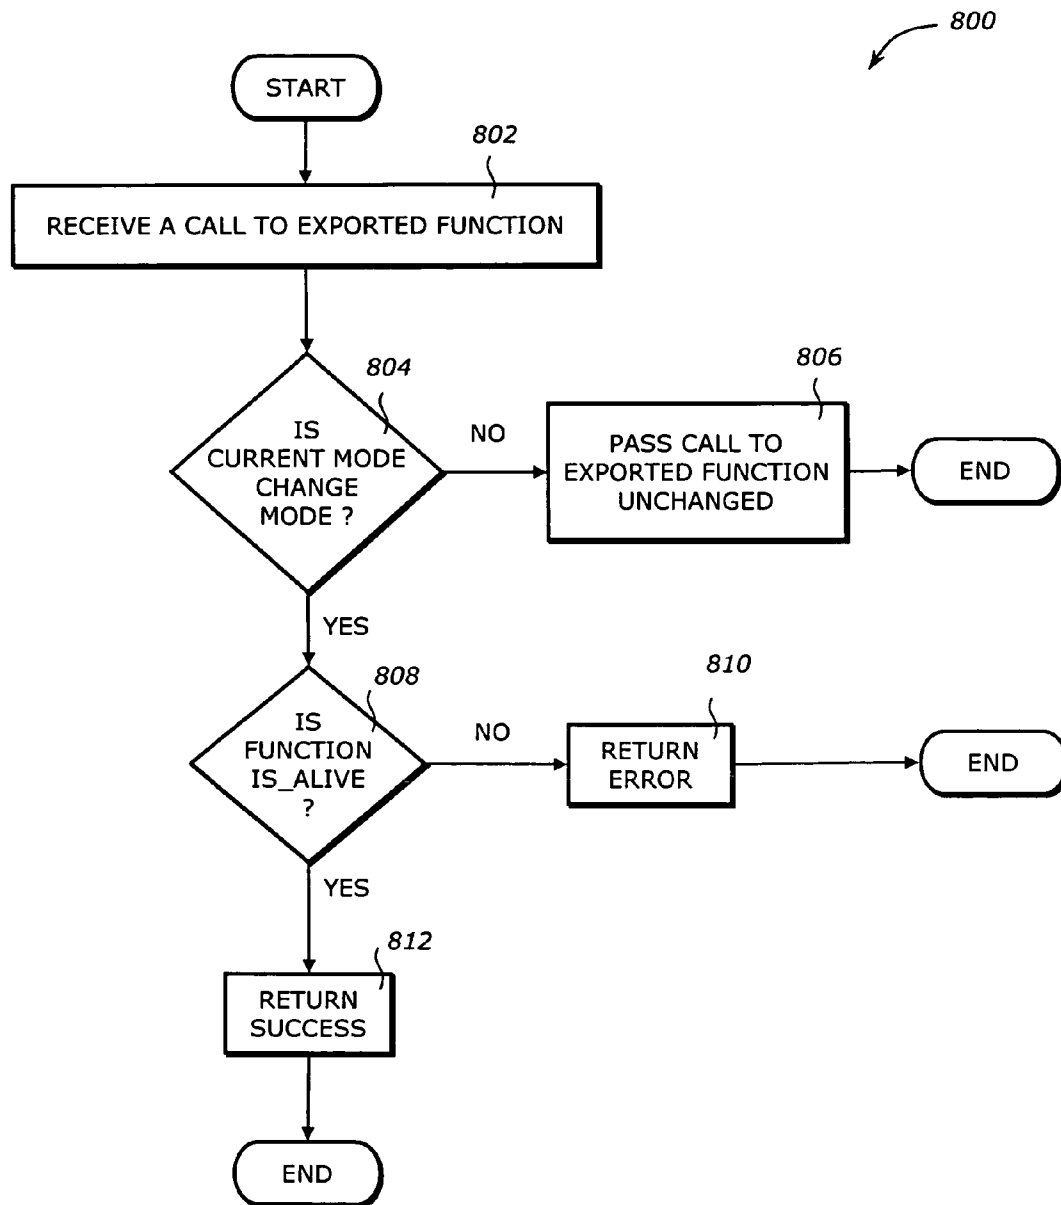 800
START
802
RECEIVE A CALL TO EXPORTED FUNCTION
804
IS
CURRENT MODE
CHANGE
MODE ?
NO
806
PASS CALL TO
EXPORTED FUNCTION
UNCHANGED
END
YES
808
IS
FUNCTION
IS_ALIVE
?
NO
810
RETURN
ERROR
END
YES
812
RETURN
SUCCESS
END